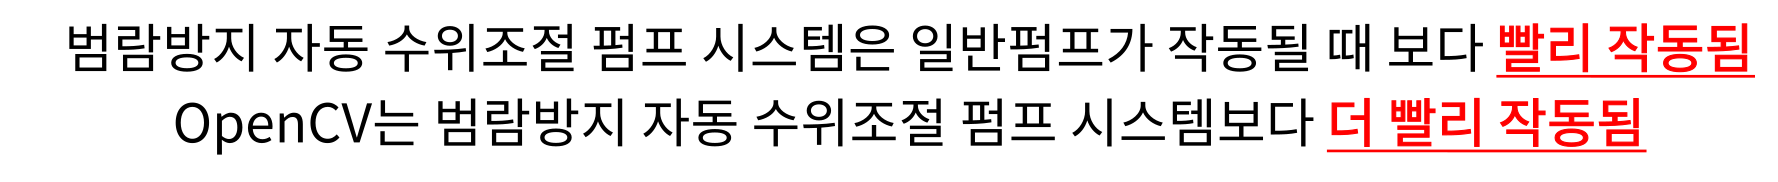 범람방지 자동 수위조절 펌프 시스템은 일반펌프가 작동될 때 보다 빨리 작동됨
OpenCV는 범람방지 자동 수위조절 펌프 시스템보다 더 빨리 작동됨